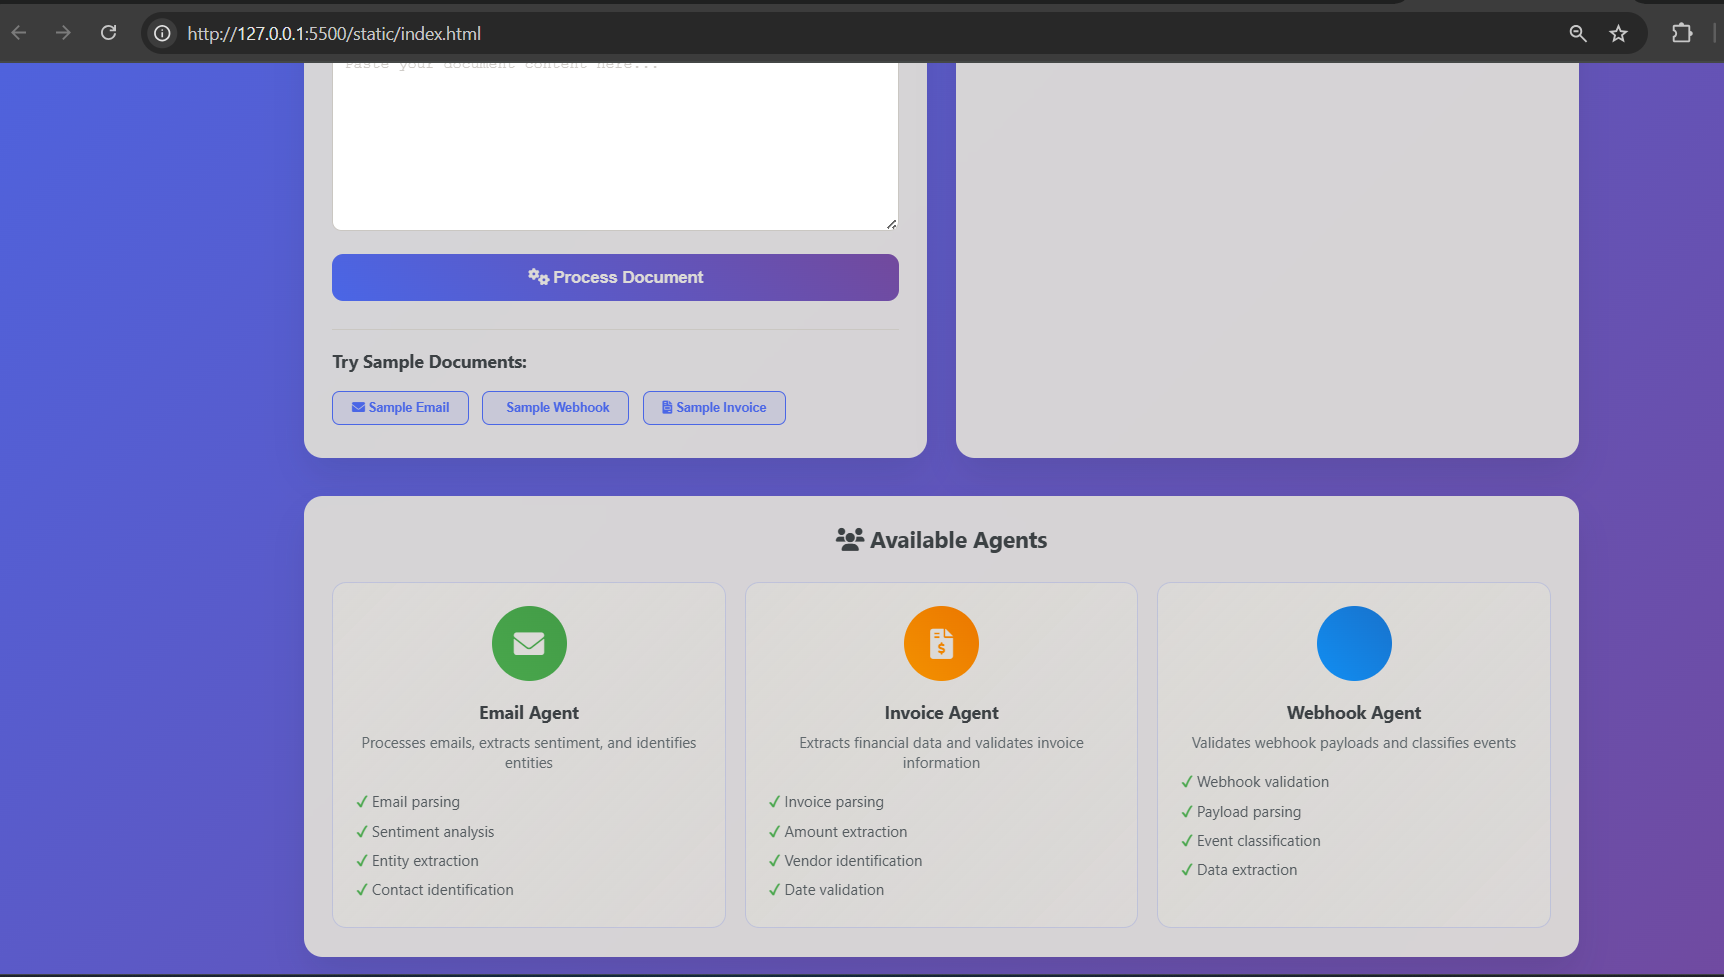 http://127.0.0.1:5500/static/index.html
Paste your document content here...
Process Document
Try Sample Documents:
Sample Email
Sample Webhook
Sample Invoice
Available Agents
Email Agent
Processes emails, extracts sentiment, and identifies
entities
Email parsing
Sentiment analysis
Entity extraction
Contact identification
Invoice Agent
Extracts financial data and validates invoice
information
Invoice parsing
Amount extraction
Vendor identification
Date validation
Webhook Agent
Validates webhook payloads and classifies events
Webhook validation
Payload parsing
Event classification
Data extraction